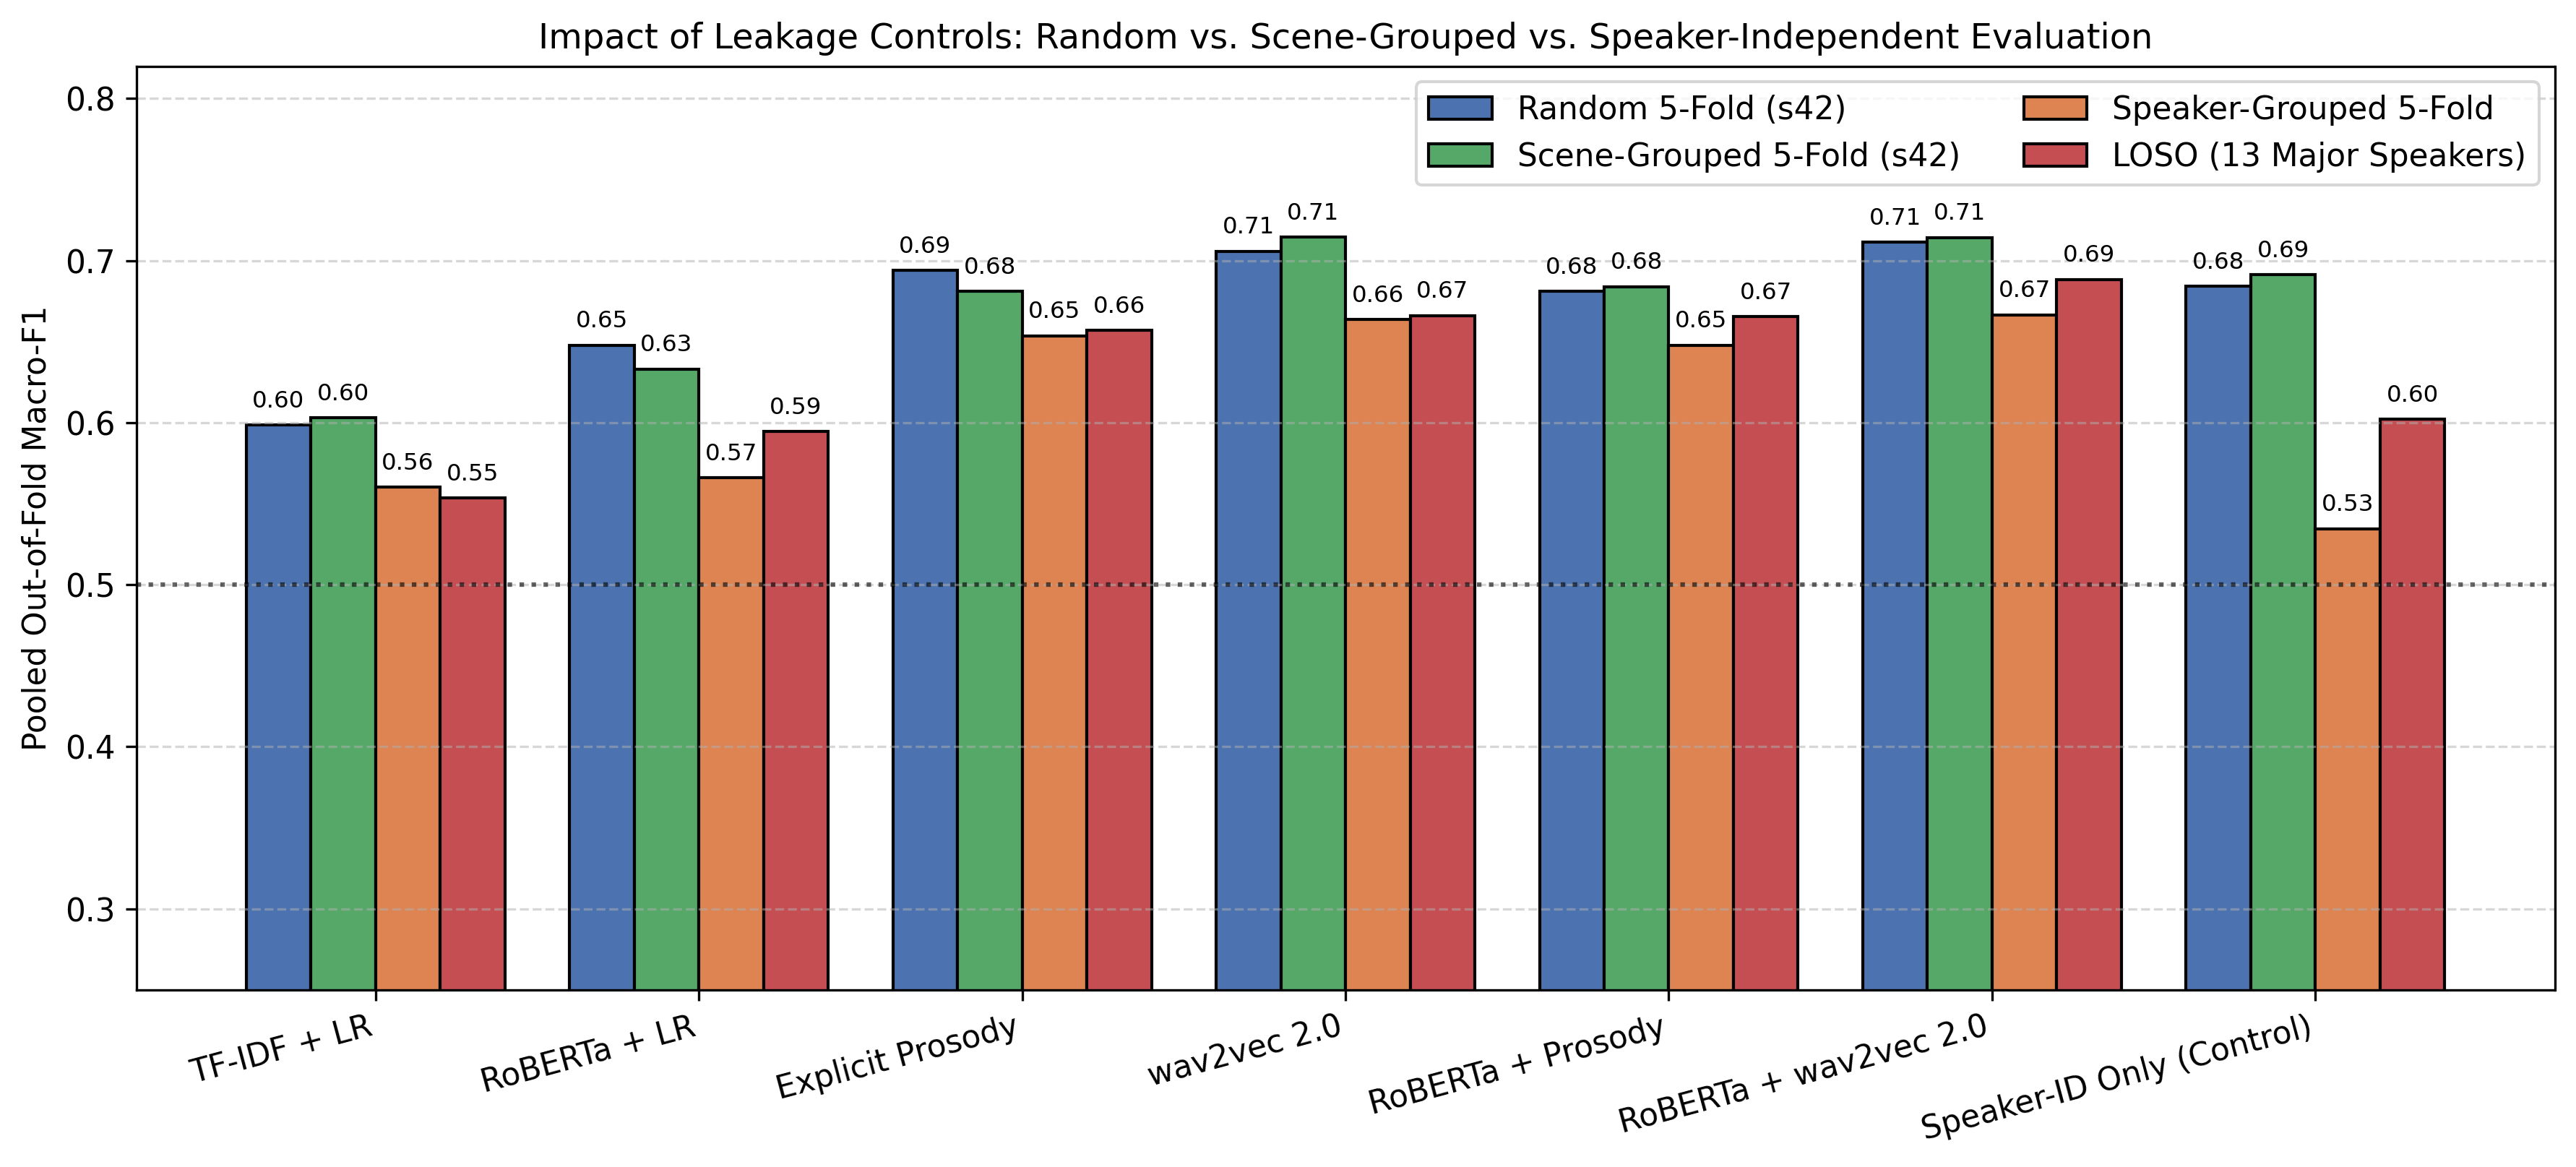 Impact of Leakage Controls: Random vs. Scene-Grouped vs. Speaker-Independent Evaluation
Random 5-Fold (s42)
Scene-Grouped 5-Fold (s42)
Speaker-Grouped 5-Fold
LOSO (13 Major Speakers)
Pooled Out-of-Fold Macro-F1
0.8
0.7
0.6
0.5
0.4
0.3
0.60
0.60
0.56
0.55
0.65
0.63
0.57
0.59
0.69
0.68
0.65
0.66
0.71
0.71
0.66
0.67
0.68
0.68
0.65
0.67
0.71
0.71
0.67
0.69
0.68
0.69
0.53
0.60
TF-IDF + LR
RoBERTa + LR
Explicit Prosody
wav2vec 2.0
RoBERTa + Prosody
RoBERTa + wav2vec 2.0
Speaker-ID Only (Control)